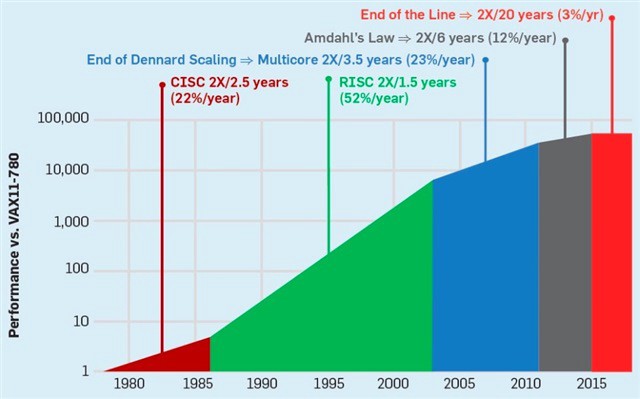 End of the Line ⇒ 2X/20 years (3%/yr)
Amdahl's Law ⇒ 2X/6 years (12%/year)
End of Dennard Scaling ⇒ Multicore 2X/3.5 years (23%/year)
CISC 2X/2.5 years
(22%/year)
RISC 2X/1.5 years
(52%/year)
Performance vs. VAX11-780
100,000
10,000
1,000
100
10
1
1980 1985 1990 1995 2000 2005 2010 2015